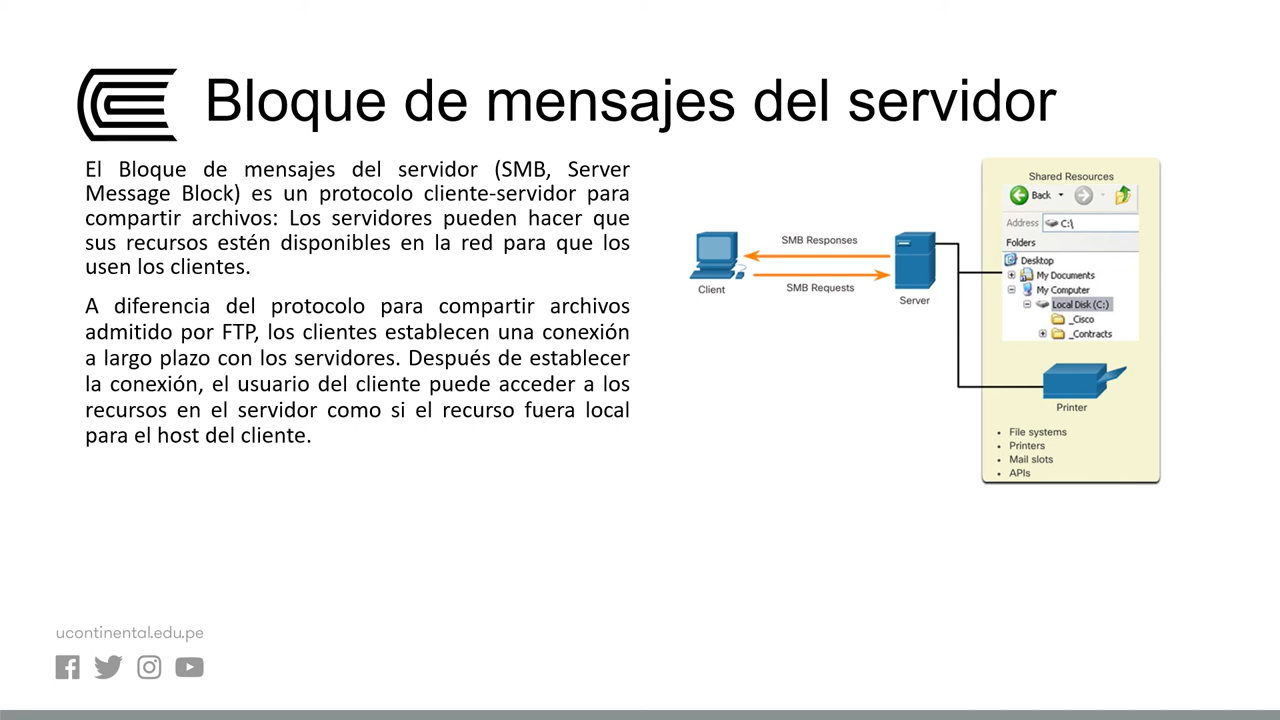 Bloque de mensajes del servidor
El Bloque de mensajes del servidor (SMB, Server
Message Block) es un protocolo cliente-servidor para
compartir archivos: Los servidores pueden hacer que
sus recursos estén disponibles en la red para que los
usen los clientes.
A diferencia del protocolo para compartir archivos
admitido por FTP, los clientes establecen una conexión
a largo plazo con los servidores. Después de establecer
la conexión, el usuario del cliente puede acceder a los
recursos en el servidor como si el recurso fuera local
para el host del cliente.
SMB Responses
SMB Requests
Client
Server
Shared Resources
Back
Address C:\
Folders
Desktop
My Documents
My Computer
Local Disk (C:)
_Cisco
_Contracts
Printer
• File systems
• Printers
• Mail slots
• APIs
ucontinental.edu.pe